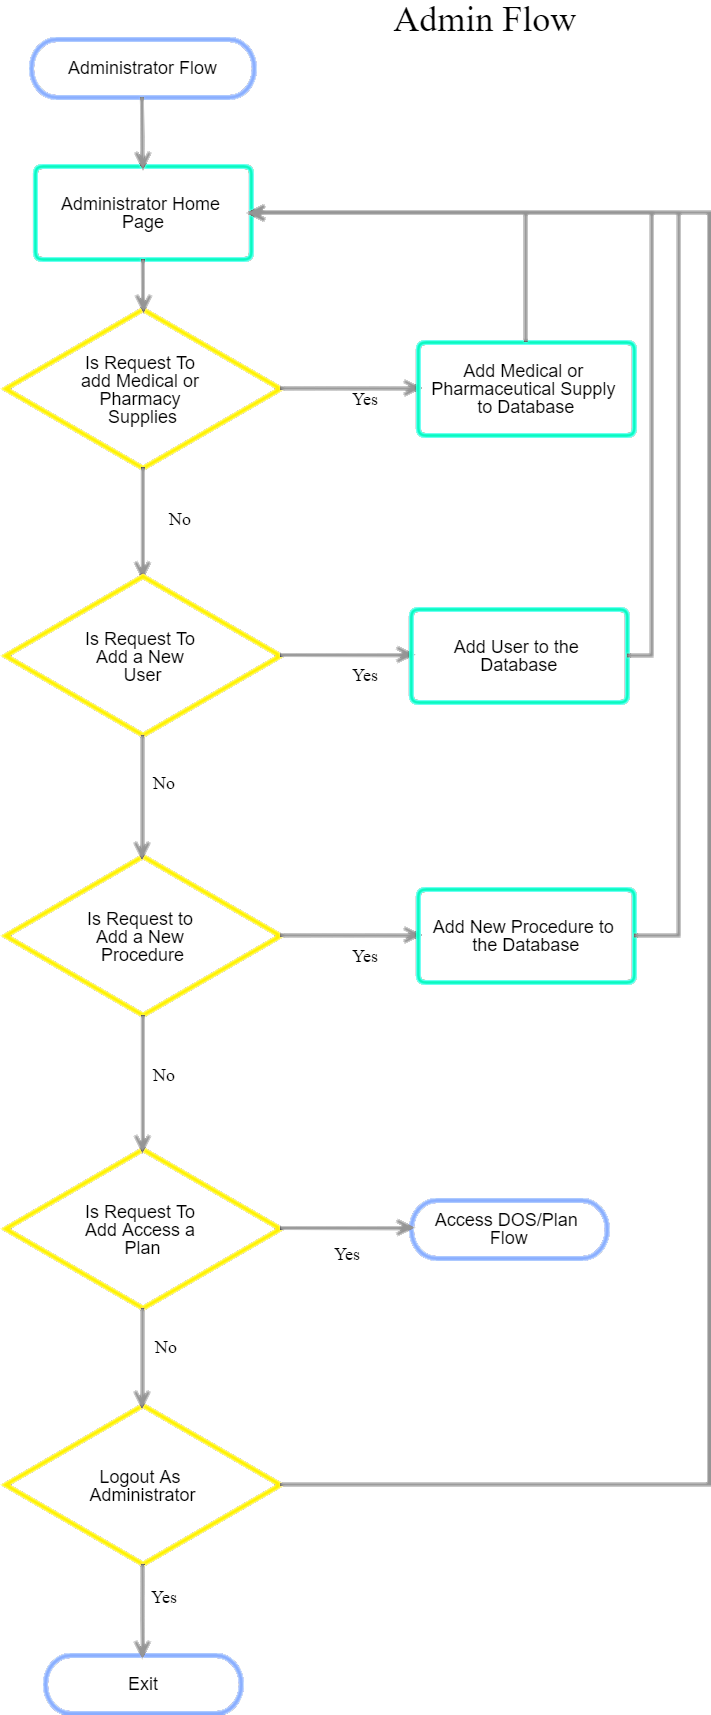 Admin Flow
Administrator Flow
Administrator Home
Page
Is Request To
add Medical or
Pharmacy
Supplies
Yes
Add Medical or
Pharmaceutical Supply
to Database
No
Is Request To
Add a New
User
Yes
Add User to the
Database
No
Is Request to
Add a New
Procedure
Yes
Add New Procedure to
the Database
No
Is Request To
Add Access a
Plan
Yes
Access DOS/Plan
Flow
No
Logout As
Administrator
Yes
Exit